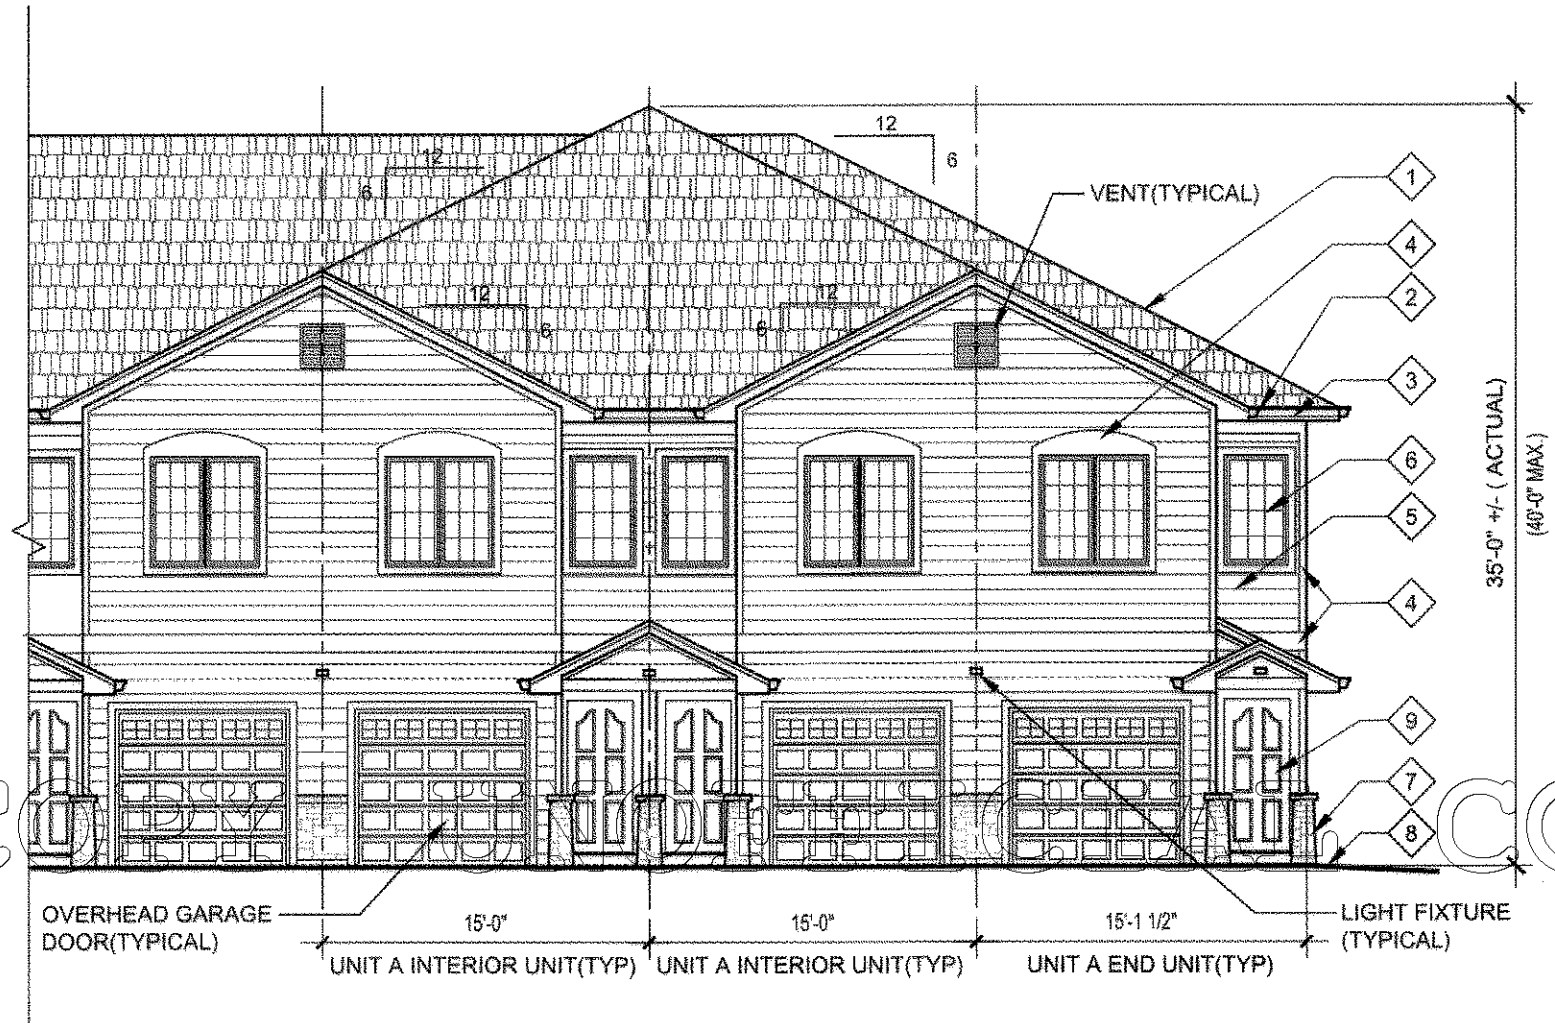 12
6
12
6
VENT(TYPICAL)
1
4
2
12
6
12
6
3
6
5
4
35'-0" +/- ( ACTUAL)
(40'-0" MAX.)
9
7
8
OVERHEAD GARAGE
DOOR(TYPICAL)
15'-0"
15'-0"
15'-1 1/2"
LIGHT FIXTURE
(TYPICAL)
UNIT A INTERIOR UNIT(TYP)
UNIT A INTERIOR UNIT(TYP)
UNIT A END UNIT(TYP)